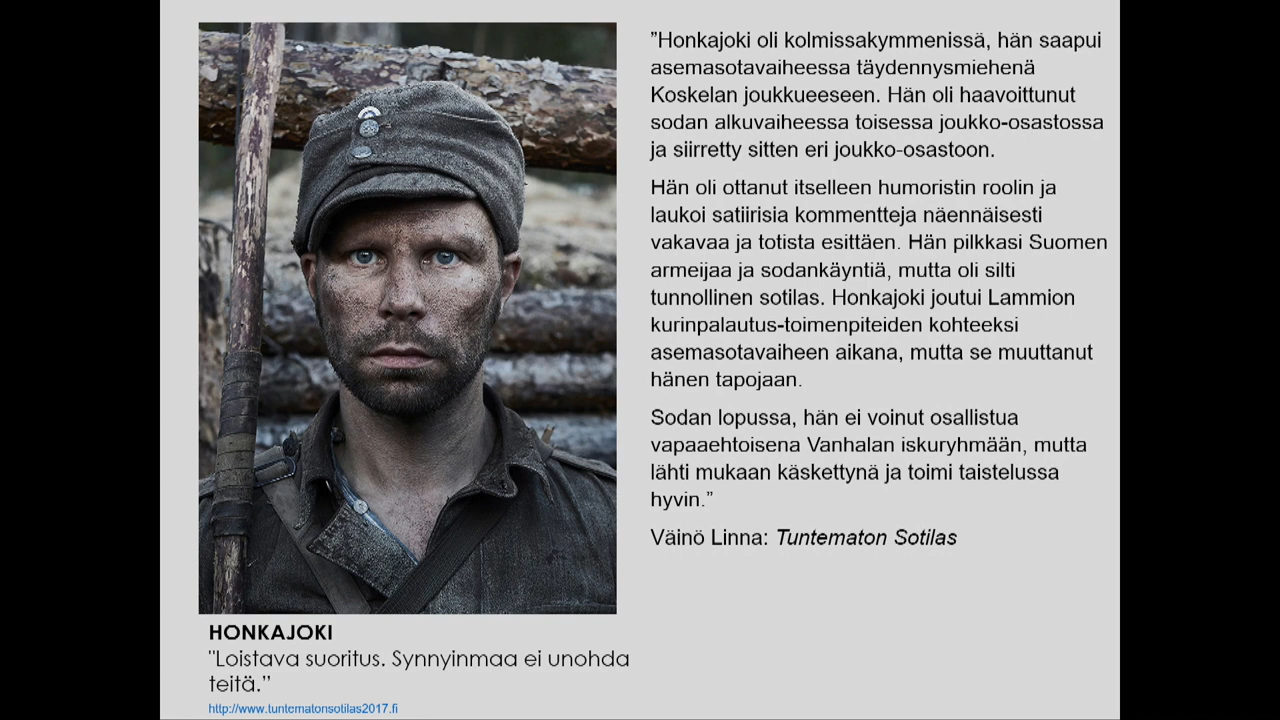 "Honkajoki oli kolmissakymmenissä, hän saapui
asemasotavaiheessa täydennysmiehenä
Koskelan joukkueeseen. Hän oli haavoittunut
sodan alkuvaiheessa toisessa joukko-osastossa
ja siirretty sitten eri joukko-osastoon.
Hän oli ottanut itselleen humoristin roolin ja
laukoi satiirisia kommentteja näennäisesti
vakavaa ja totista esittäen. Hän pilkkasi Suomen
armeijaa ja sodankäyntiä, mutta oli silti
tunnollinen sotilas. Honkajoki joutui Lammion
kurinpalautus-toimenpiteiden kohteeksi
asemasotavaiheen aikana, mutta se muuttanut
hänen tapojaan.
Sodan lopussa, hän ei voinut osallistua
vapaaehtoisena Vanhalan iskuryhmään, mutta
lähti mukaan käskettynä ja toimi taistelussa
hyvin."
Väinö Linna: Tuntematon Sotilas
HONKAJOKI
"Loistava suoritus. Synnyinmaa ei unohda
teitä."
http://www.tuntematonsotilas2017.fi